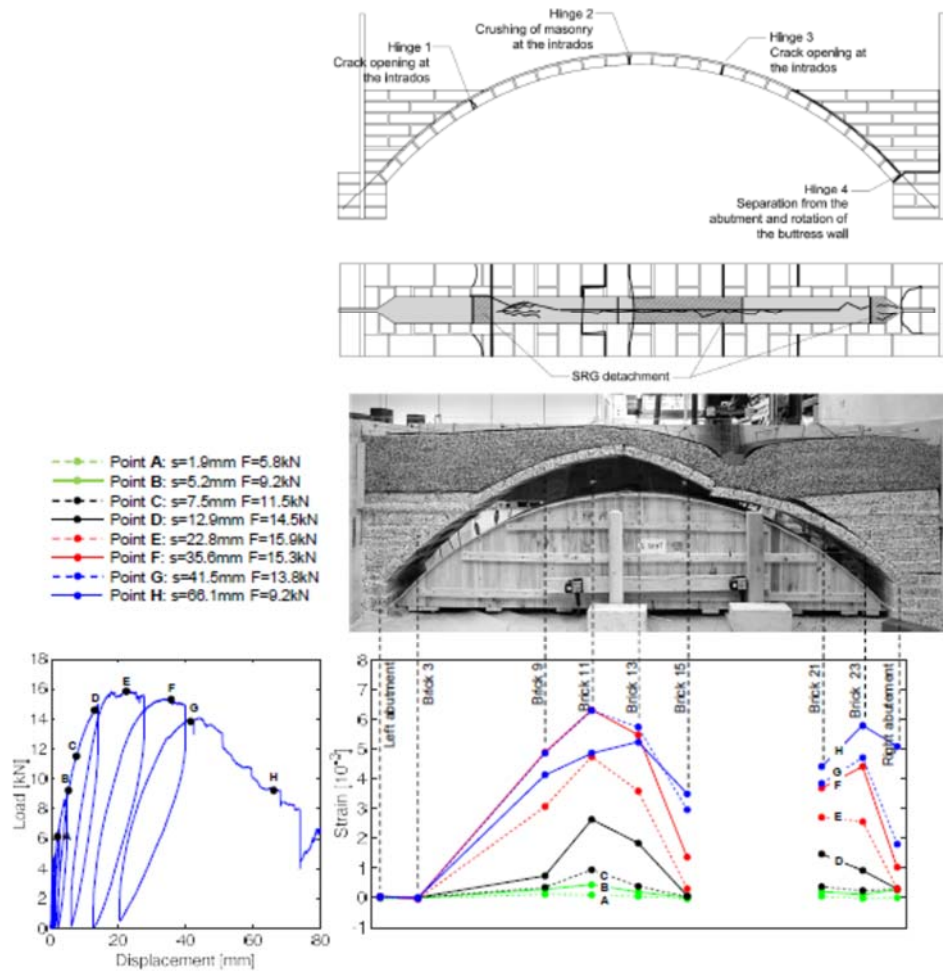 Hinge 1
Crack opening at
the intrados
Hinge 2
Crushing of masonry
at the intrados
Hinge 3
Crack opening at
the intrados
Hinge 4
Separation from the
abutment and rotation of
the buttress wall
SRG detachment
Point A: s=1.9mm F=5.8kN
Point B: s=5.2mm F=9.2kN
Point C: s=7.5mm F=11.5kN
Point D: s=12.9mm F=14.5kN
Point E: s=22.8mm F=15.9kN
Point F: s=35.6mm F=15.3kN
Point G: s=41.5mm F=13.8kN
Point H: s=66.1mm F=9.2kN
Load [kN]
18
16
14
12
10
8
6
4
2
0
A
B
C
D
E
F
G
H
0
20
40
60
80
Displacement [mm]
Strain [10⁻³]
8
7
6
5
4
3
2
1
0
-1
Left abutment
Brick 3
Brick 9
Brick 11
Brick 13
Brick 15
Brick 21
Brick 23
Right abutement
C
B
A
H
G
F
E
D